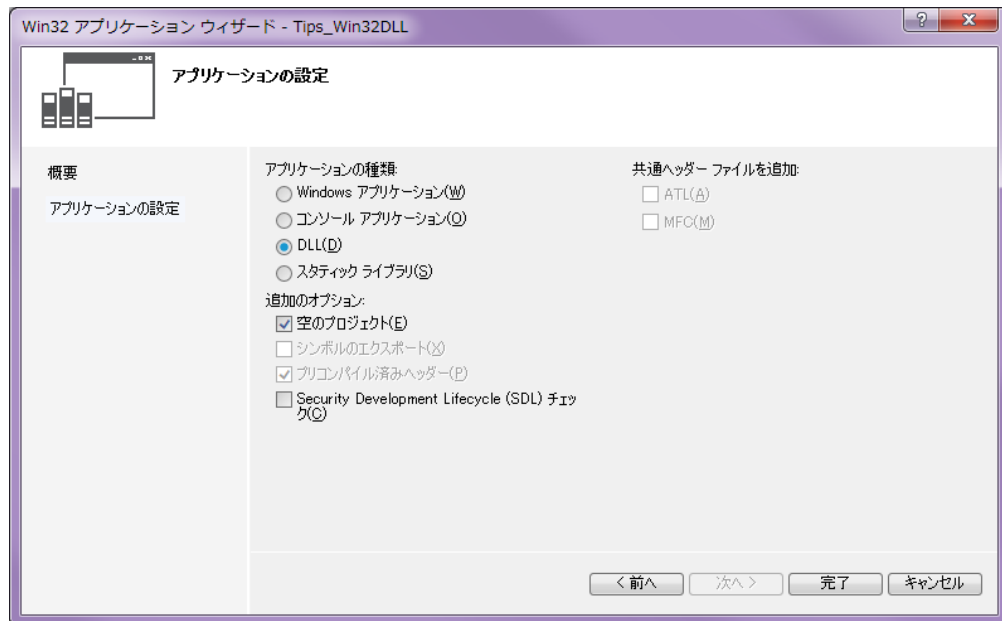 Win32 アプリケーション ウィザード - Tips_Win32DLL
アプリケーションの設定
概要
アプリケーションの設定
アプリケーションの種類:
Windows アプリケーション(W)
コンソール アプリケーション(O)
DLL(D)
スタティック ライブラリ(S)
追加のオプション:
空のプロジェクト(E)
シンボルのエクスポート(X)
プリコンパイル済みヘッダー(P)
Security Development Lifecycle (SDL) チェッ
ク(C)
共通ヘッダー ファイルを追加:
ATL(A)
MFC(M)
< 前へ
次へ >
完了
キャンセル